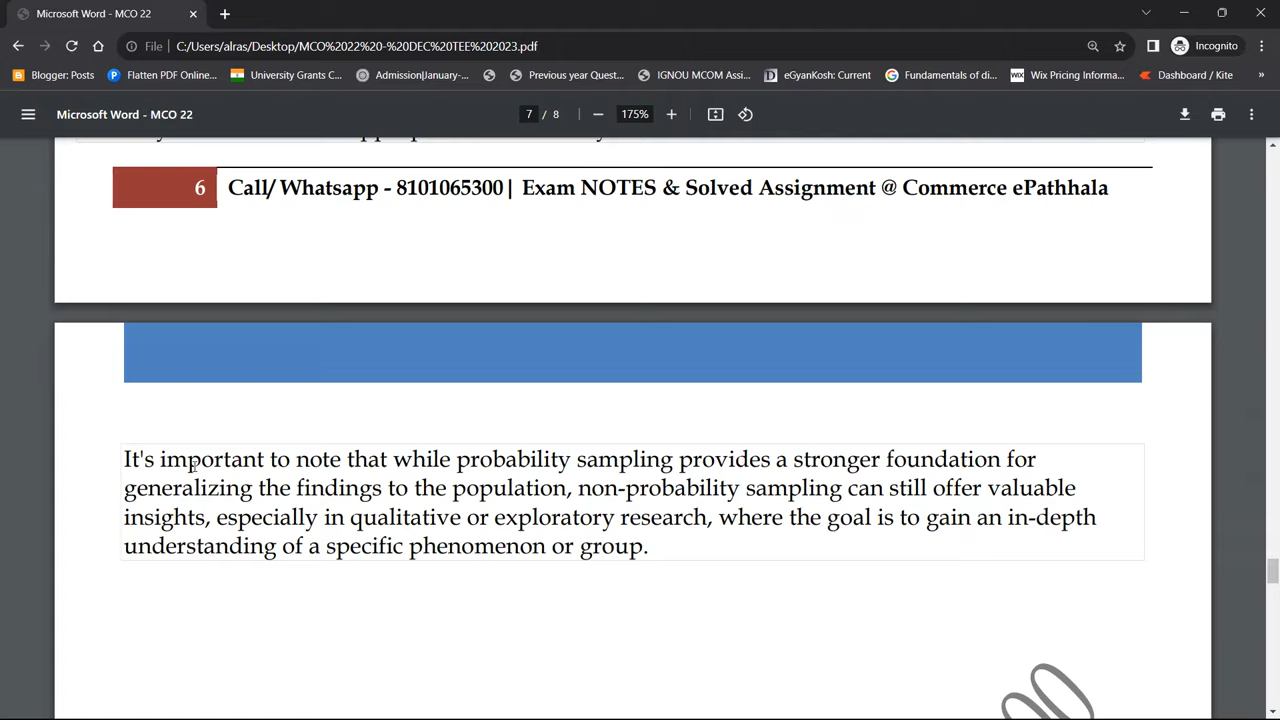 Microsoft Word - MCO 22
Incognito
File
C:/Users/alras/Desktop/MCO%2022%20-%20DEC%20TEE%202023.pdf
Blogger: Posts
Flatten PDF Online...
University Grants C...
Admission|January-...
Previous year Quest...
IGNOU MCOM Assi...
eGyanKosh: Current
Fundamentals of di...
Wix Pricing Informa...
Dashboard / Kite
»
Microsoft Word - MCO 22
7 / 8
175%
6 Call/ Whatsapp - 8101065300| Exam NOTES & Solved Assignment @ Commerce ePathhala
It's important to note that while probability sampling provides a stronger foundation for
generalizing the findings to the population, non-probability sampling can still offer valuable
insights, especially in qualitative or exploratory research, where the goal is to gain an in-depth
understanding of a specific phenomenon or group.